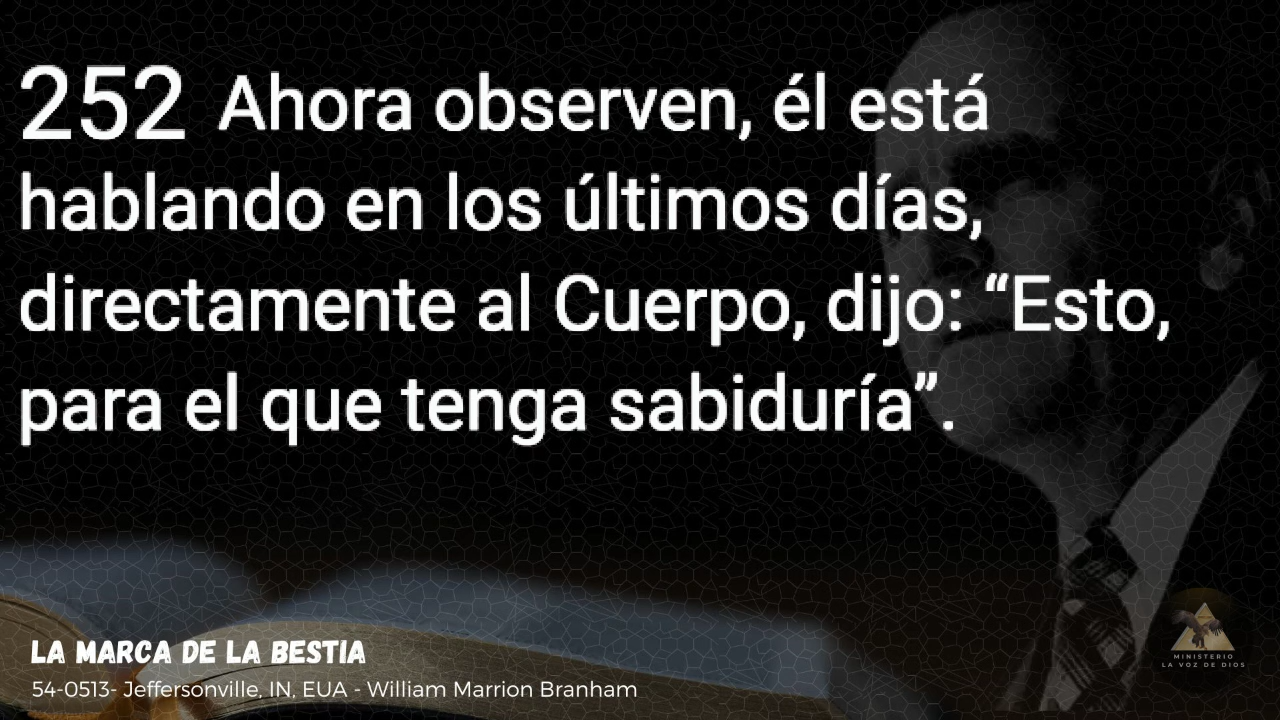 252 Ahora observen, él está
hablando en los últimos días,
directamente al Cuerpo, dijo: “Esto,
para el que tenga sabiduría”.
LA MARCA DE LA BESTIA
54-0513- Jeffersonville, IN, EUA - William Marrion Branham
MINISTERIO
LA VOZ DE DIOS